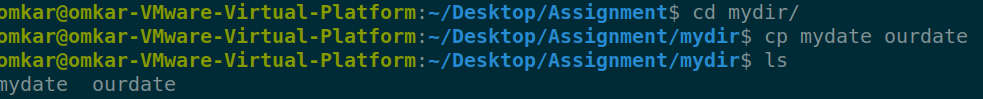 omkar@omkar-VMware-Virtual-Platform:~/Desktop/Assignment$ cd mydir/
omkar@omkar-VMware-Virtual-Platform:~/Desktop/Assignment/mydir$ cp mydate ourdate
omkar@omkar-VMware-Virtual-Platform:~/Desktop/Assignment/mydir$ ls
mydate  ourdate